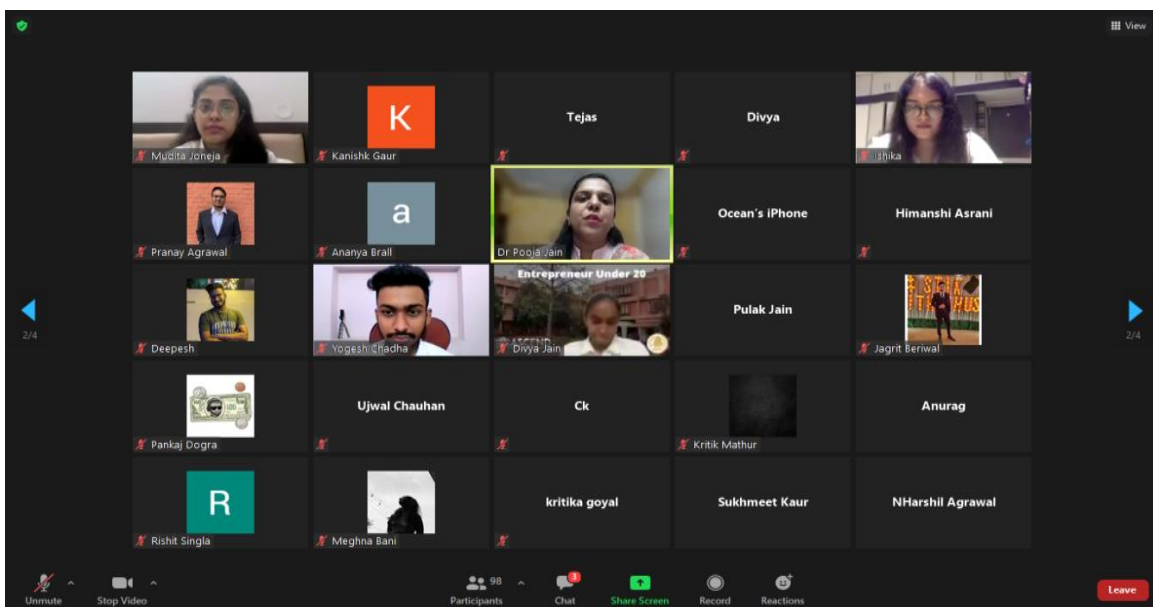 View
Mudita Joneja
K
Kanishk Gaur
Tejas
Divya
Ishika
Pranay Agrawal
a
Ananya Brall
Dr Pooja Jain
Ocean's iPhone
Himanshi Asrani
Deepesh
Yogesh Chadha
Entrepreneur Under 20
ASCEND
Divya Jain
Pulak Jain
Jagrit Beriwal
2/4
2/4
Pankaj Dogra
100
Ujwal Chauhan
Ck
Kritik Mathur
Anurag
R
Rishit Singla
Meghna Bani
kritika goyal
Sukhmeet Kaur
NHarshil Agrawal
Unmute
Stop Video
98
Participants
3
Chat
Share Screen
Record
Reactions
Leave